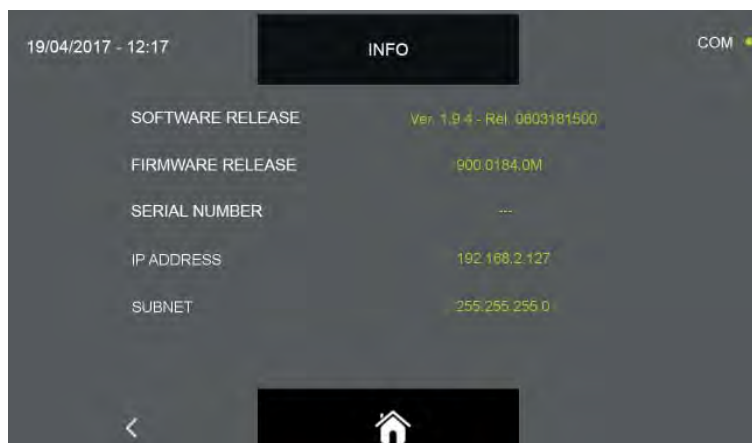 19/04/2017 - 12:17 INFO COM
SOFTWARE RELEASE Ver. 1.9.4 - Rel. 0603181500
FIRMWARE RELEASE 900.0184.0M
SERIAL NUMBER ---
IP ADDRESS 192.168.2.127
SUBNET 255.255.255.0